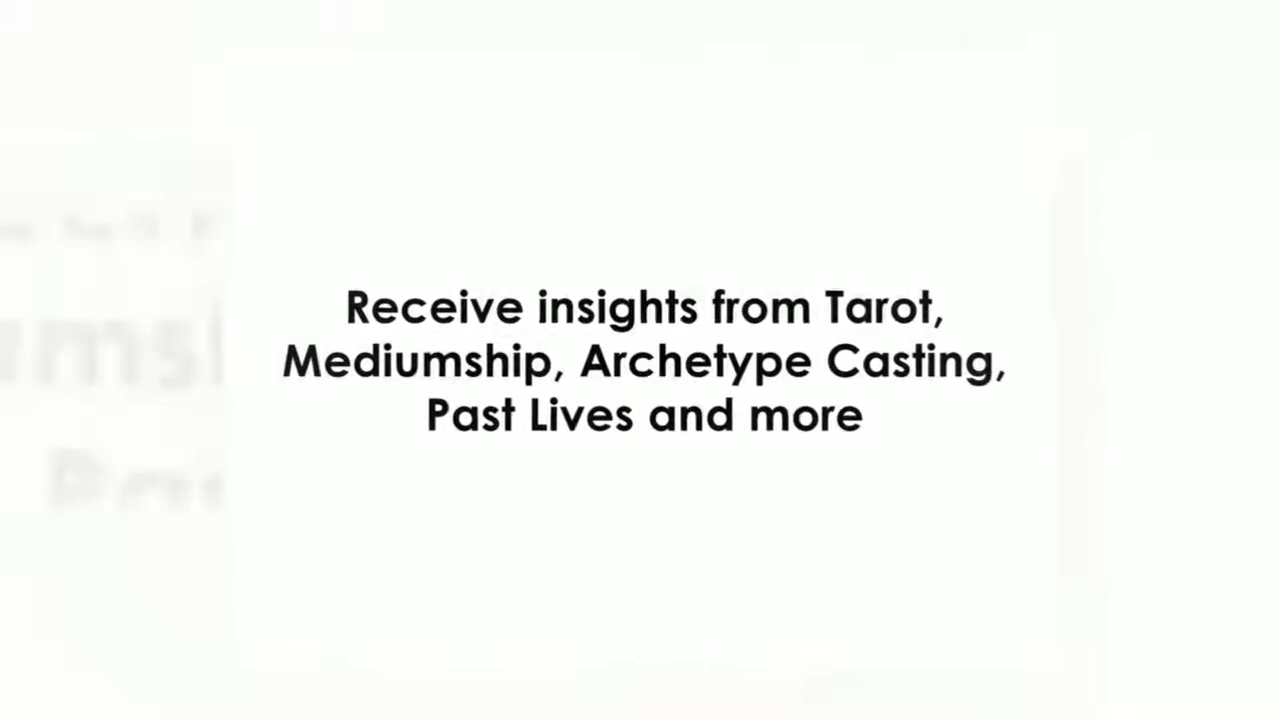 Receive insights from Tarot,
Mediumship, Archetype Casting,
Past Lives and more